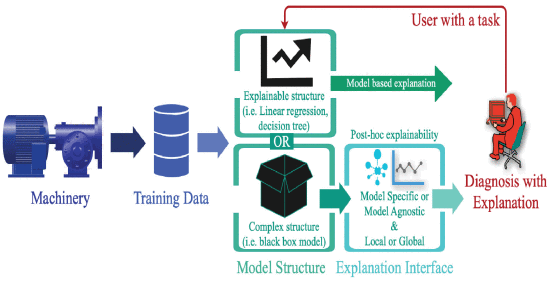 User with a task
Explainable structure
(i.e. Linear regression,
decision tree)
Model based explanation
OR
Post-hoc explainability
Machinery
Training Data
Complex structure
(i.e. black box model)
Model Specific or
Model Agnostic
&
Local or Global
Diagnosis with
Explanation
Model Structure
Explanation Interface